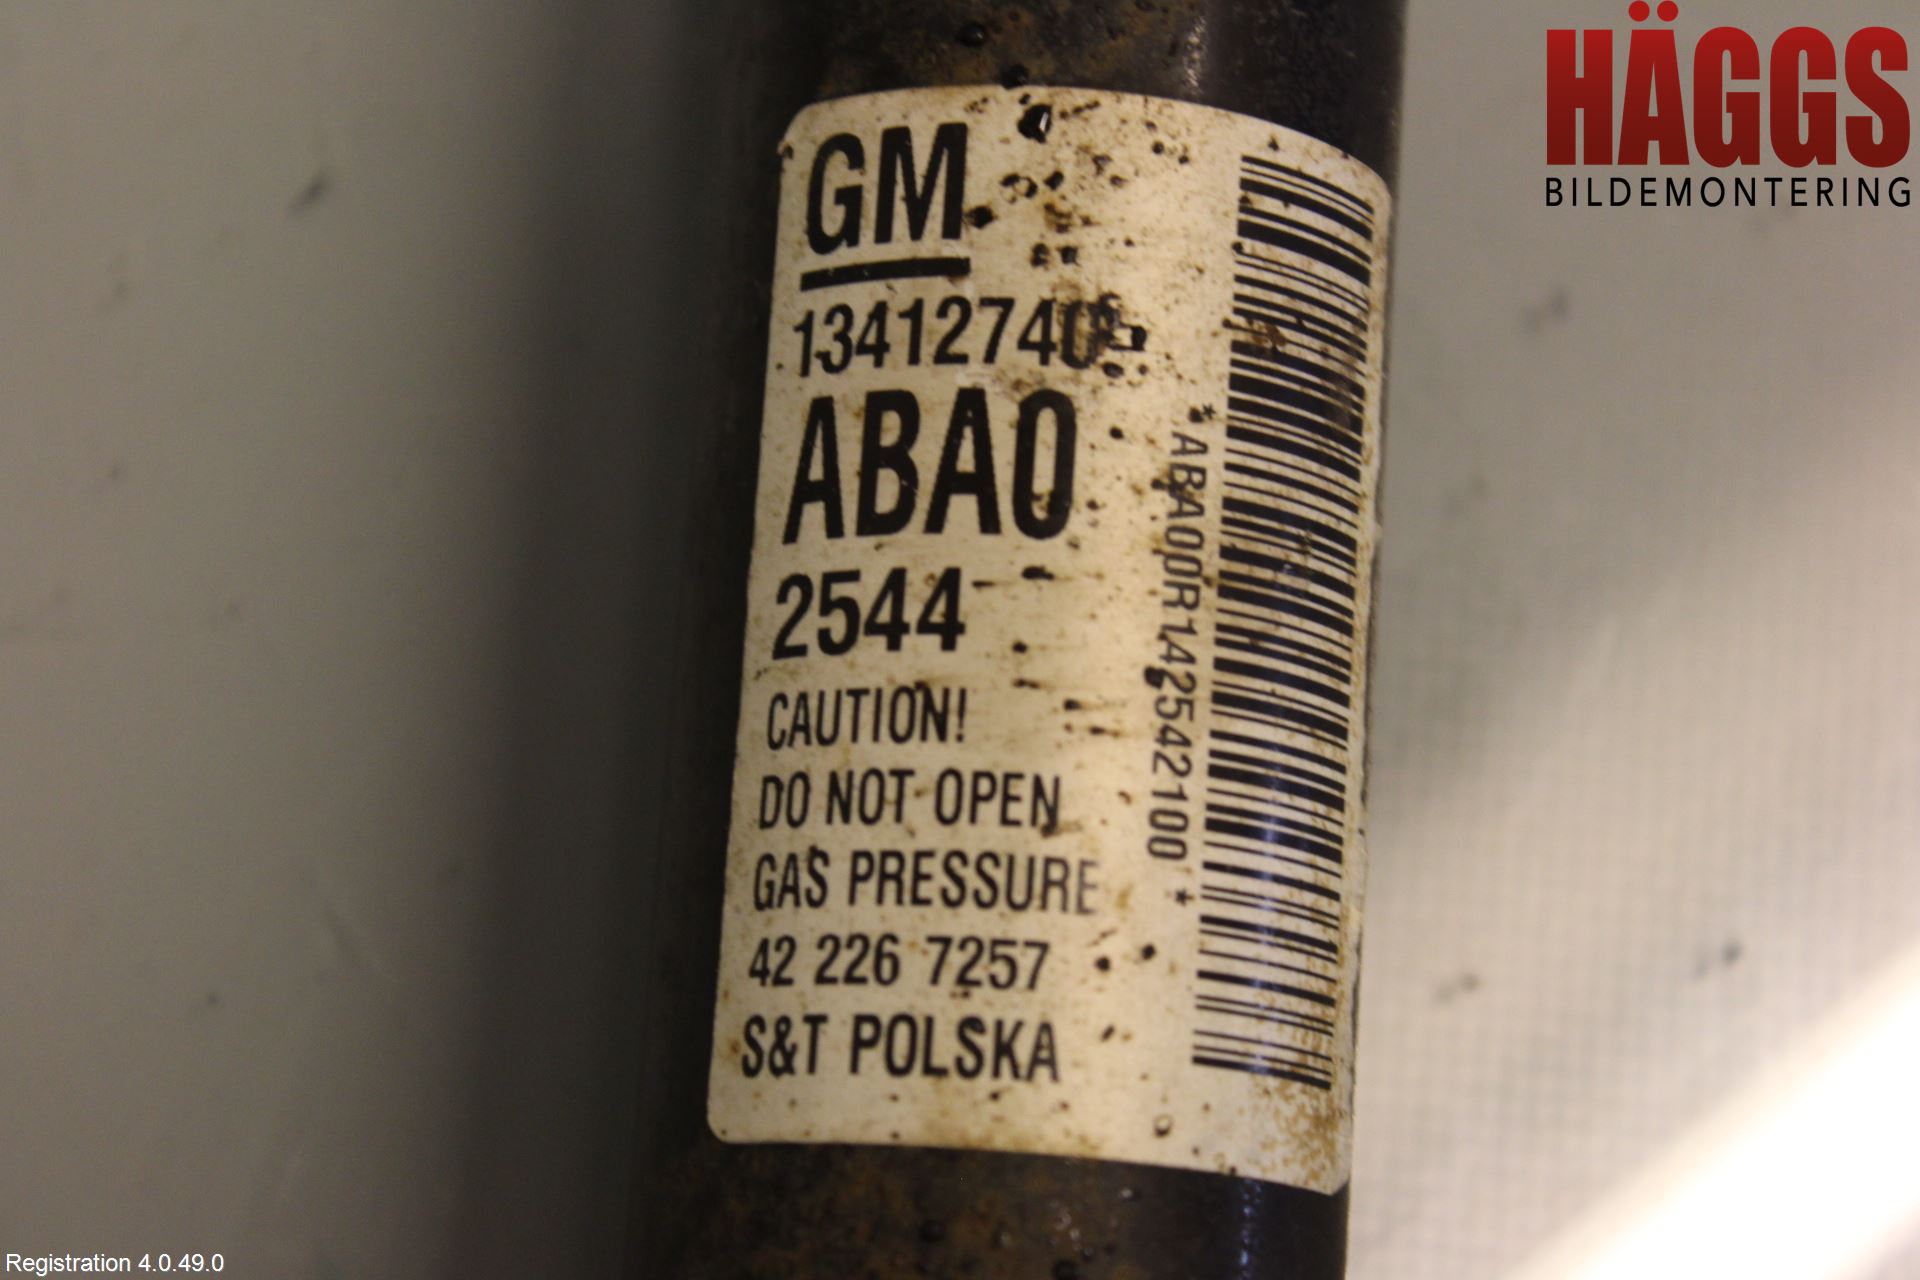 HÄGGS
BILDEMONTERING
GM
13412740
ABA0
2544
CAUTION!
DO NOT OPEN
GAS PRESSURE
42 226 7257
S&T POLSKA
*ABA00R142542100*
Registration 4.0.49.0